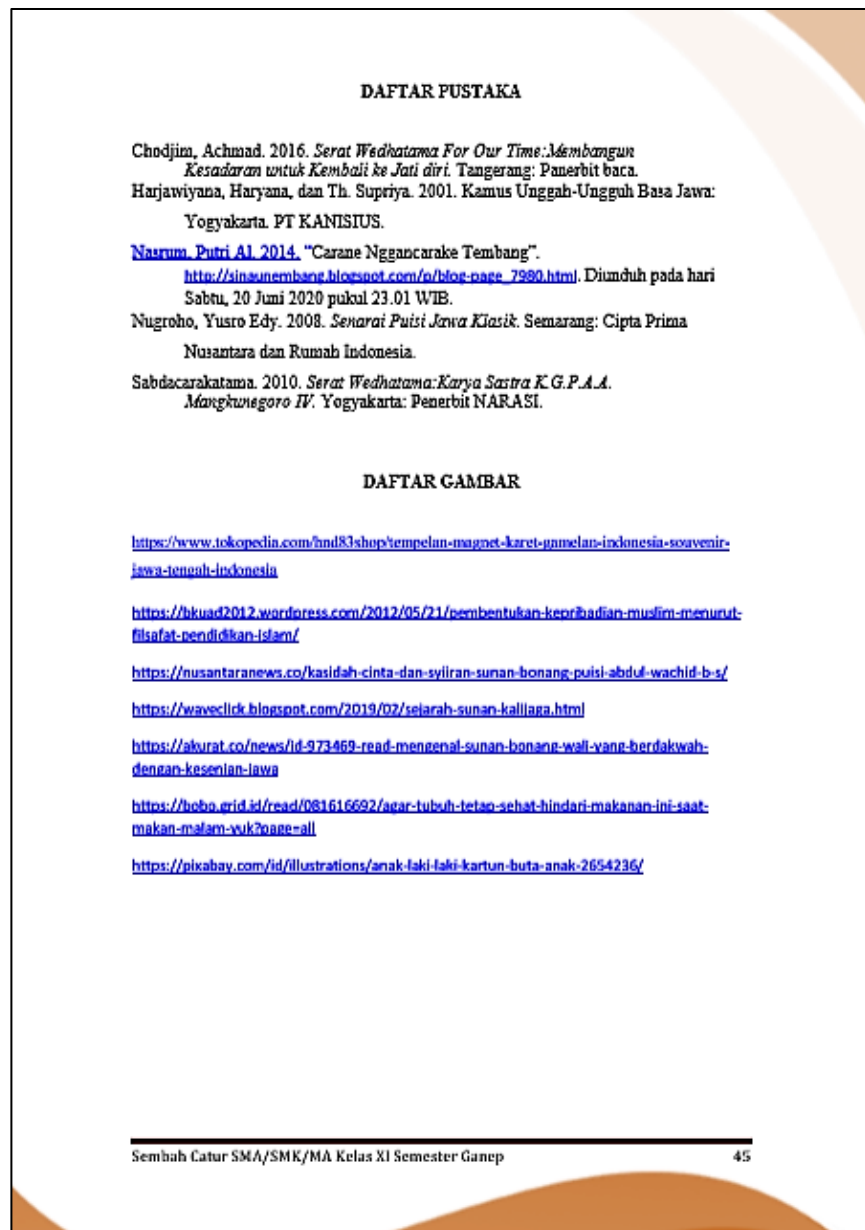 DAFTAR PUSTAKA
Chodjim, Achmad. 2016. Serat Wedhatama For Our Time:Membangun
Kesadaran untuk Kembali ke Jati diri. Tangerang: Panerbit baca.
Harjawiyana, Haryana, dan Th. Supriya. 2001. Kamus Unggah-Ungguh Basa Jawa:
Yogyakarta. PT KANISIUS.
Nasrum, Putri Al. 2014. "Carane Nggancarake Tembang".
http://sinaunembang.blogspot.com/p/blog-page_7980.html. Diunduh pada hari
Sabtu, 20 Juni 2020 pukul 23.01 WIB.
Nugroho, Yusro Edy. 2008. Senarai Puisi Jawa Klasik. Semarang: Cipta Prima
Nusantara dan Rumah Indonesia.
Sabdacarakatama. 2010. Serat Wedhatama:Karya Sastra K.G.P.A.A.
Mangkunegoro IV. Yogyakarta: Penerbit NARASI.
DAFTAR GAMBAR
https://www.tokopedia.com/hnd83shop/tempelan-magnet-karet-gamelan-indonesia-souvenir-
jawa-tengah-indonesia
https://bkuad2012.wordpress.com/2012/05/21/pembentukan-kepribadian-muslim-menurut-
filsafat-pendidikan-islam/
https://nusantaranews.co/kasidah-cinta-dan-syiiran-sunan-bonang-puisi-abdul-wachid-b-s/
https://waveclick.blogspot.com/2019/02/sejarah-sunan-kalijaga.html
https://akurat.co/news/id-973469-read-mengenal-sunan-bonang-wali-yang-berdakwah-
dengan-kesenian-jawa
https://bobo.grid.id/read/081616692/agar-tubuh-tetap-sehat-hindari-makanan-ini-saat-
makan-malam-yuk?page=all
https://pixabay.com/id/illustrations/anak-laki-laki-kartun-buta-anak-2654236/
Sembah Catur SMA/SMK/MA Kelas XI Semester Ganep 45